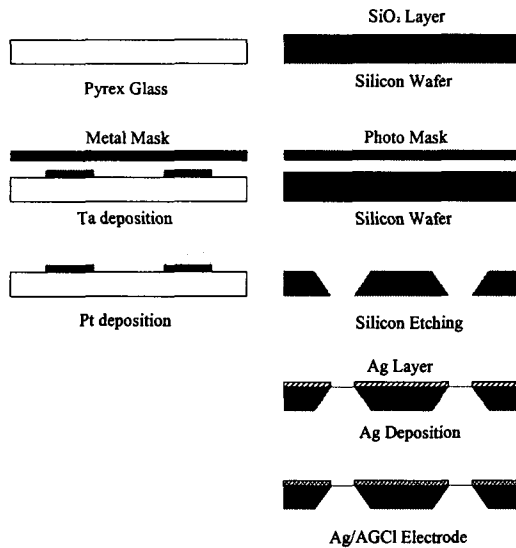 SiO₂ Layer
Pyrex Glass
Silicon Wafer
Metal Mask
Photo Mask
Ta deposition
Silicon Wafer
Pt deposition
Silicon Etching
Ag Layer
Ag Deposition
Ag/AGCl Electrode